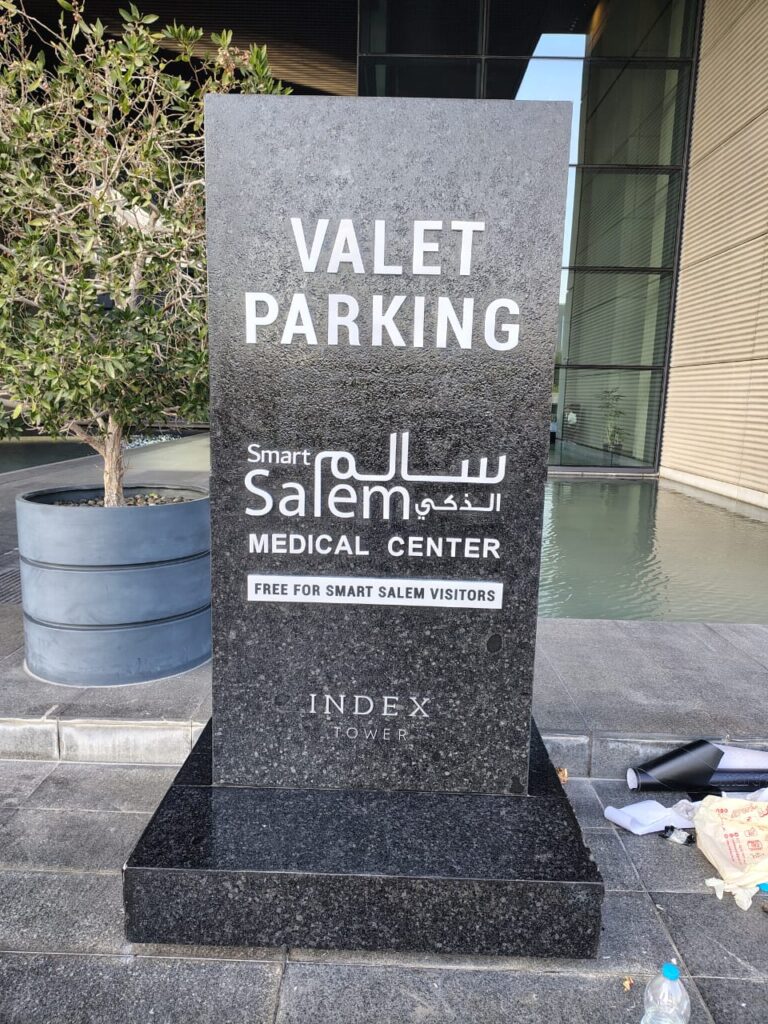 VALET
PARKING
Smart سالم
Salem الذكي
MEDICAL CENTER
FREE FOR SMART SALEM VISITORS
INDEX
TOWER